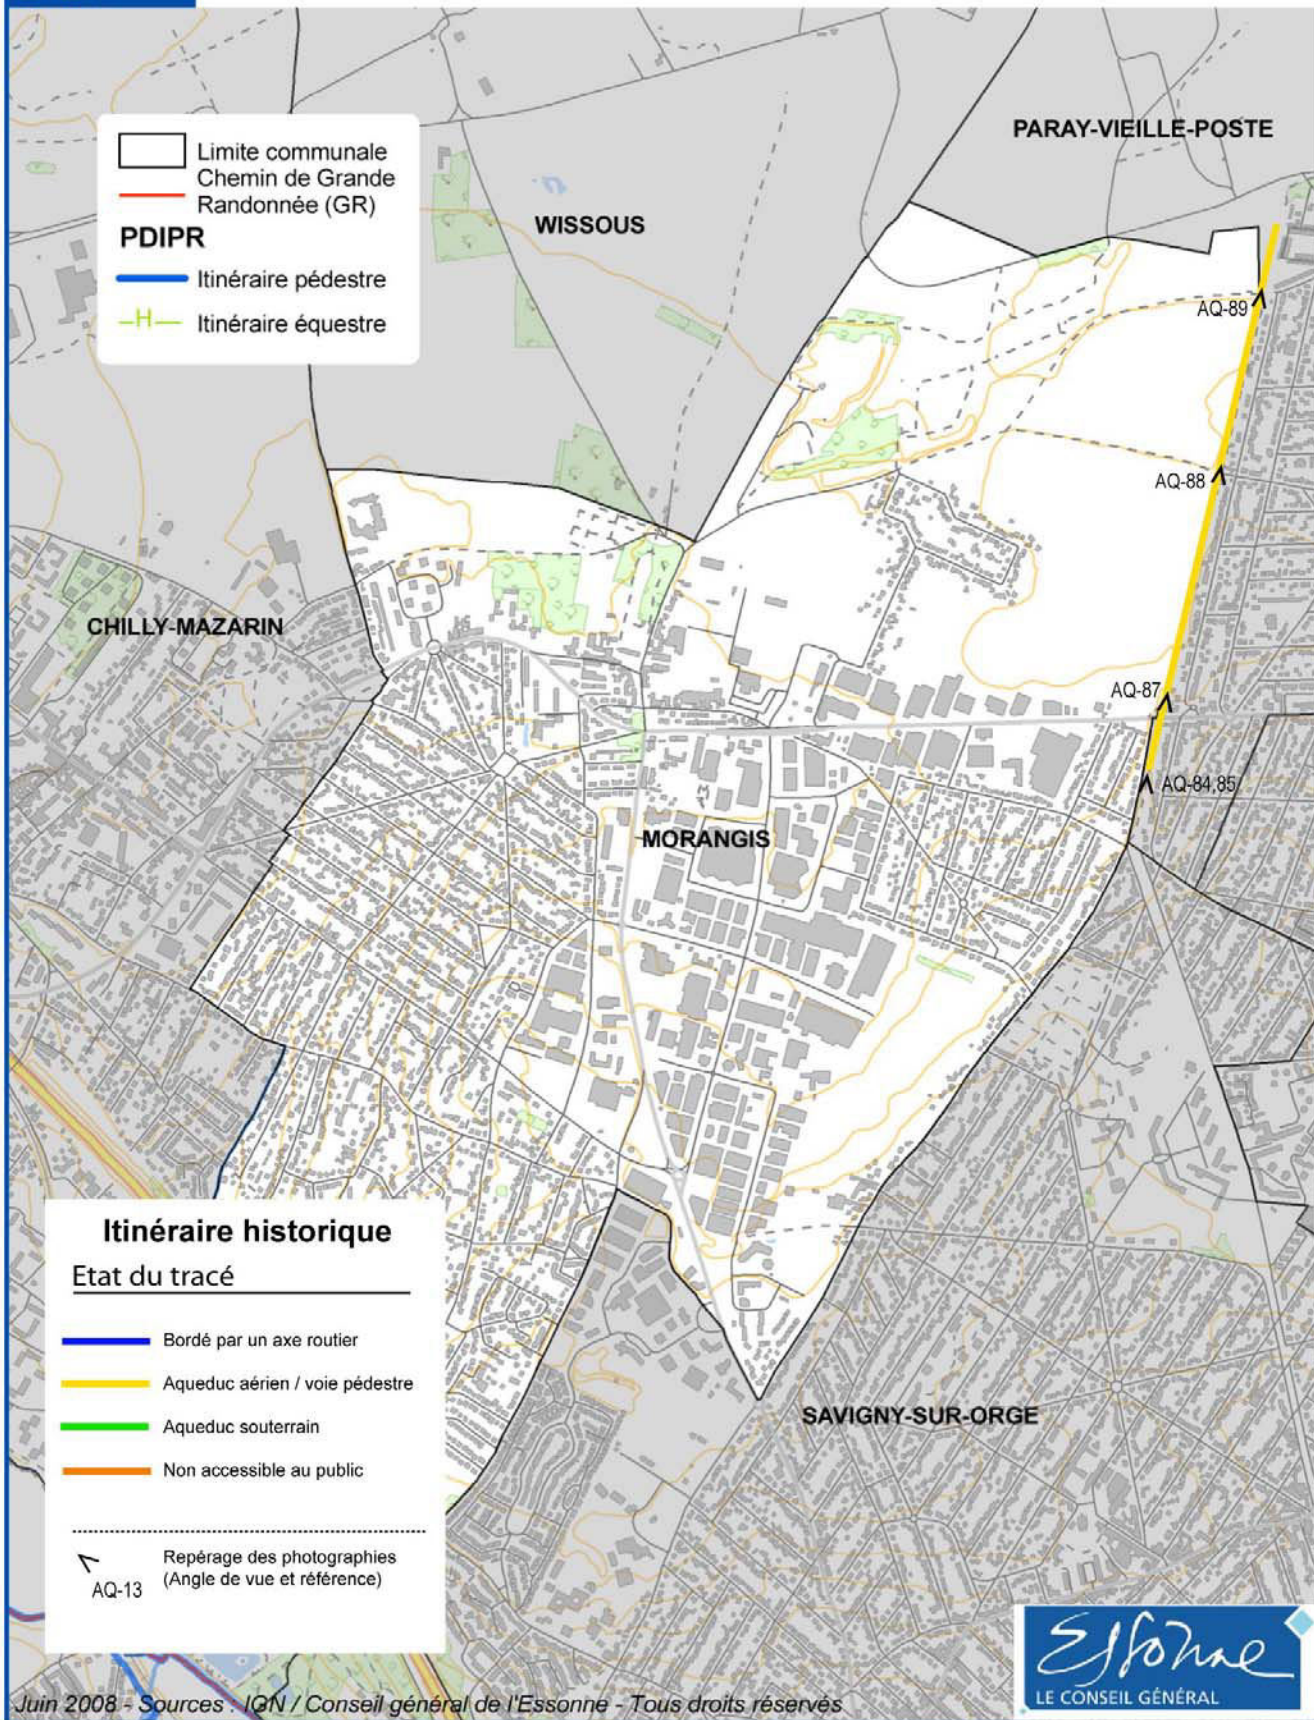 Limite communale
Chemin de Grande
Randonnée (GR)
PDIPR
Itinéraire pédestre
H Itinéraire équestre
PARAY-VIEILLE-POSTE
WISSOUS
AQ-89
AQ-88
CHILLY-MAZARIN
AQ-87
AQ-84,85
MORANGIS
SAVIGNY-SUR-ORGE
Itinéraire historique
Etat du tracé
Bordé par un axe routier
Aqueduc aérien / voie pédestre
Aqueduc souterrain
Non accessible au public
Repérage des photographies
(Angle de vue et référence)
AQ-13
Essonne
LE CONSEIL GÉNÉRAL
Juin 2008 - Sources : IGN / Conseil général de l'Essonne - Tous droits réservés